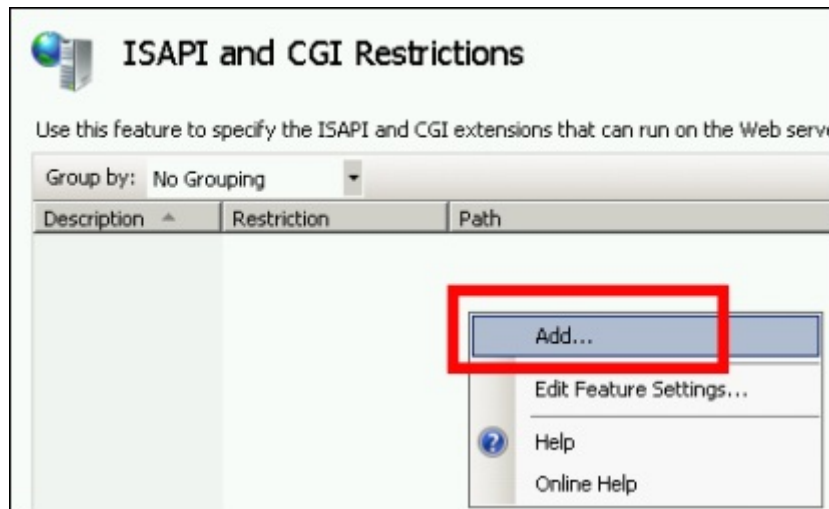 ISAPI and CGI Restrictions
Use this feature to specify the ISAPI and CGI extensions that can run on the Web
Group by: No Grouping
Description Restriction Path
Add...
Edit Feature Settings...
Help
Online Help